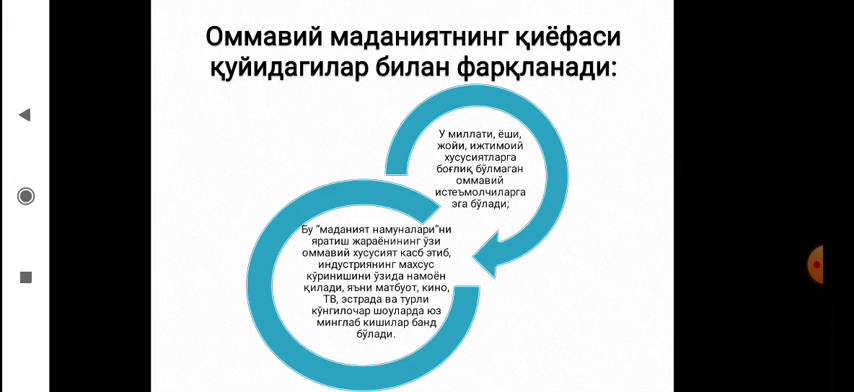 Оммавий маданиятнинг қиёфаси
қуйидагилар билан фарқланади:
У миллати, ёши,
жойи, ижтимоий
хусусиятларга
боғлиқ бўлмаган
оммавий
истеъмолчиларга
эга бўлади;
Бу “маданият намуналари”ни
яратиш жараёнининг ўзи
оммавий хусусият касб этиб,
индустриянинг махсус
кўринишини ўзида намоён
қилади, яъни матбуот, кино,
ТВ, эстрада ва турли
кўнгилочар шоуларда юз
минглаб кишилар банд
бўлади.